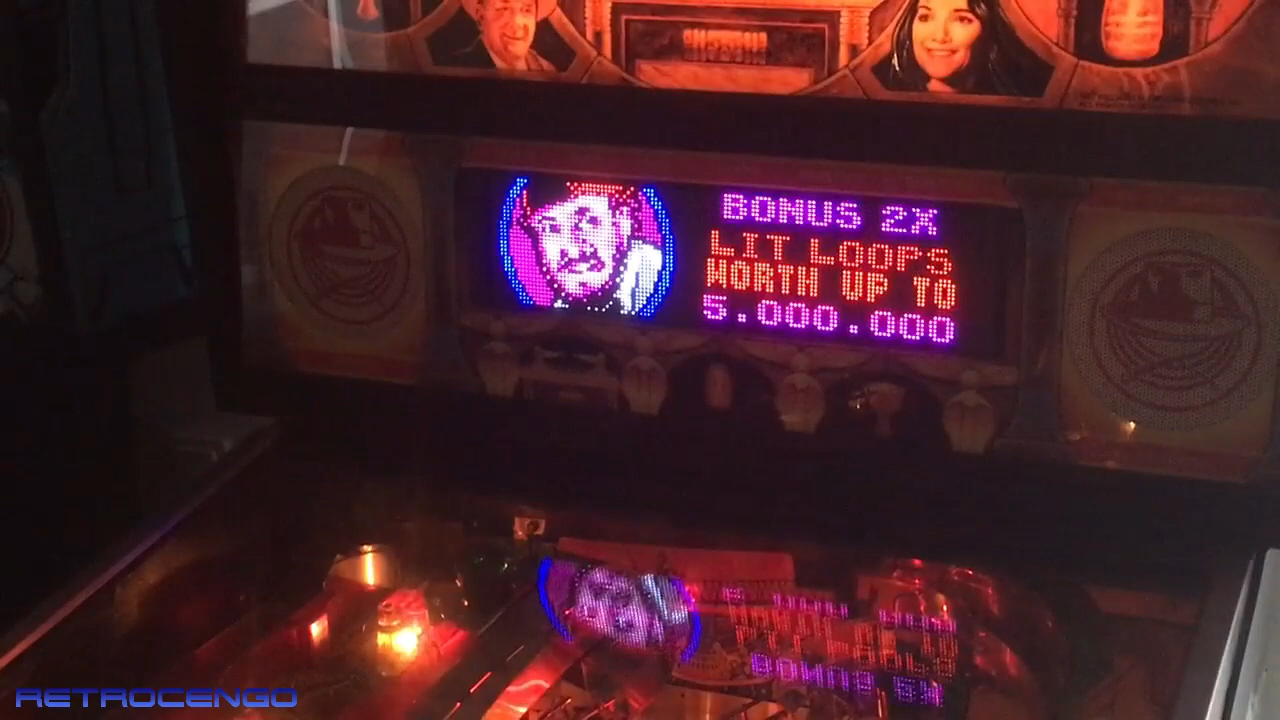 BONUS 2X
LIT LOOPS
WORTH UP TO
5.000.000
RETROCENGO